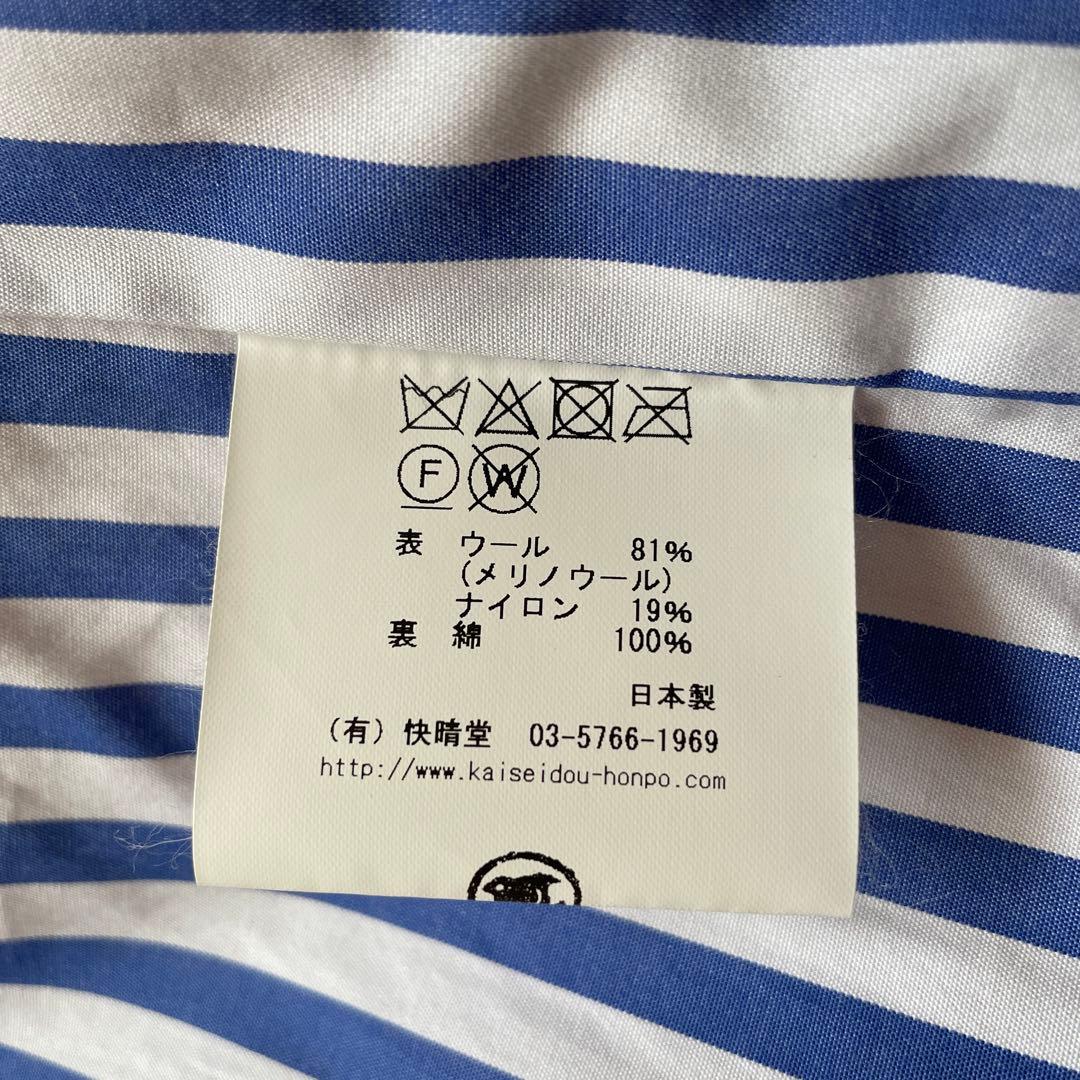 F W
表 ウール 81%
(メリノウール)
ナイロン 19%
裏 綿 100%
日本製
(有) 快晴堂 03-5766-1969
http://www.kaiseidou-honpo.com